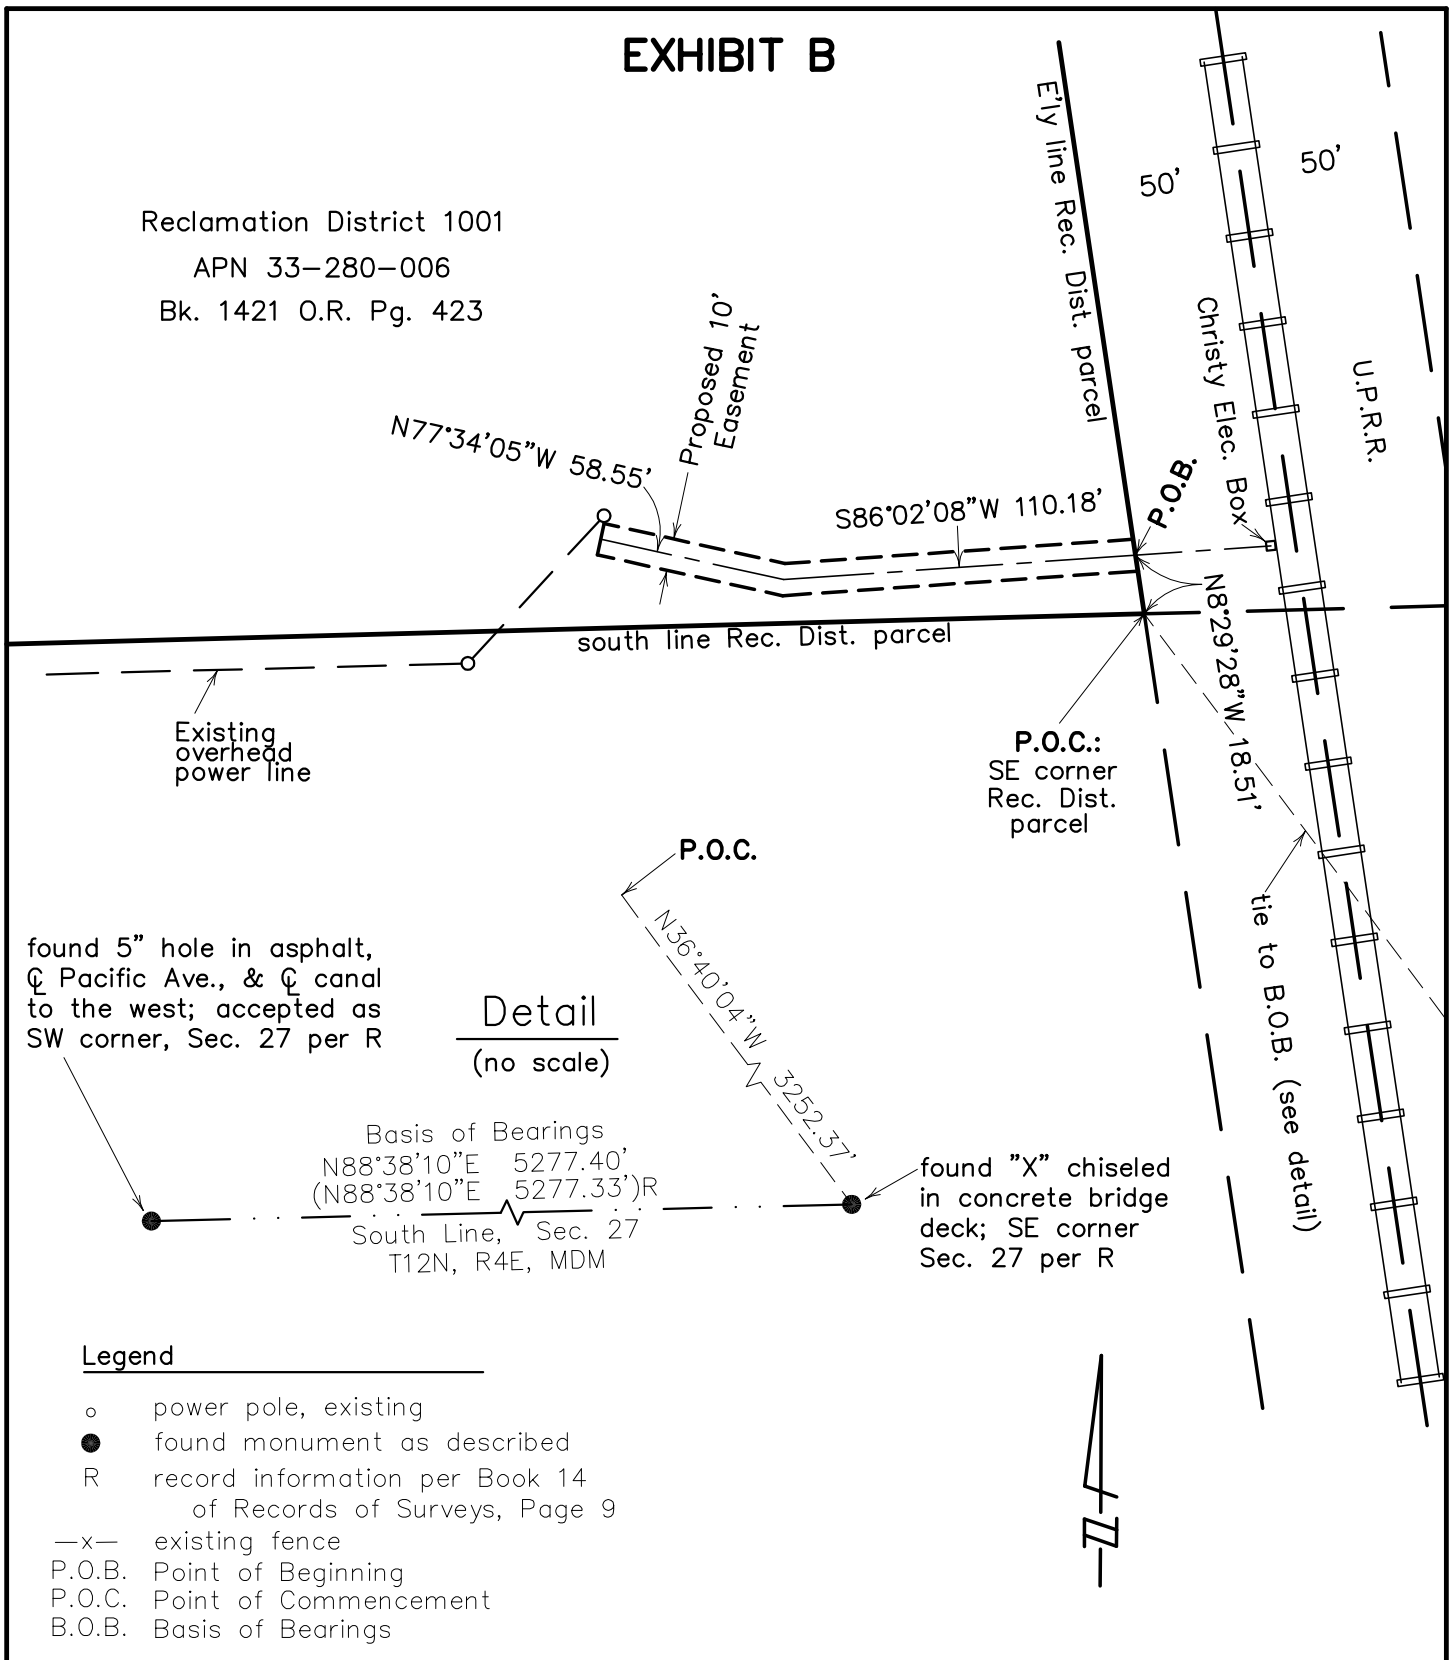 EXHIBIT B
E'ly line Rec. Dist. parcel
50'
50'
Reclamation District 1001
APN 33-280-006
Bk. 1421 O.R. Pg. 423
Proposed 10'
Easement
Christy Elec. Box
U.P.R.R.
N77°34'05"W 58.55'
S86°02'08"W 110.18'
P.O.B.
N8°29'28"W 18.51'
south line Rec. Dist. parcel
Existing
overhead
power line
P.O.C.:
SE corner
Rec. Dist.
parcel
tie to B.O.B. (see detail)
P.O.C.
N36°40'04"W 3252.37'
found 5" hole in asphalt,
℄ Pacific Ave., & ℄ canal
to the west; accepted as
SW corner, Sec. 27 per R
Detail
(no scale)
Basis of Bearings
N88°38'10"E 5277.40'
(N88°38'10"E 5277.33')R
South Line, Sec. 27
T12N, R4E, MDM
found "X" chiseled
in concrete bridge
deck; SE corner
Sec. 27 per R
Legend
power pole, existing
found monument as described
R record information per Book 14
of Records of Surveys, Page 9
—x— existing fence
P.O.B. Point of Beginning
P.O.C. Point of Commencement
B.O.B. Basis of Bearings
N